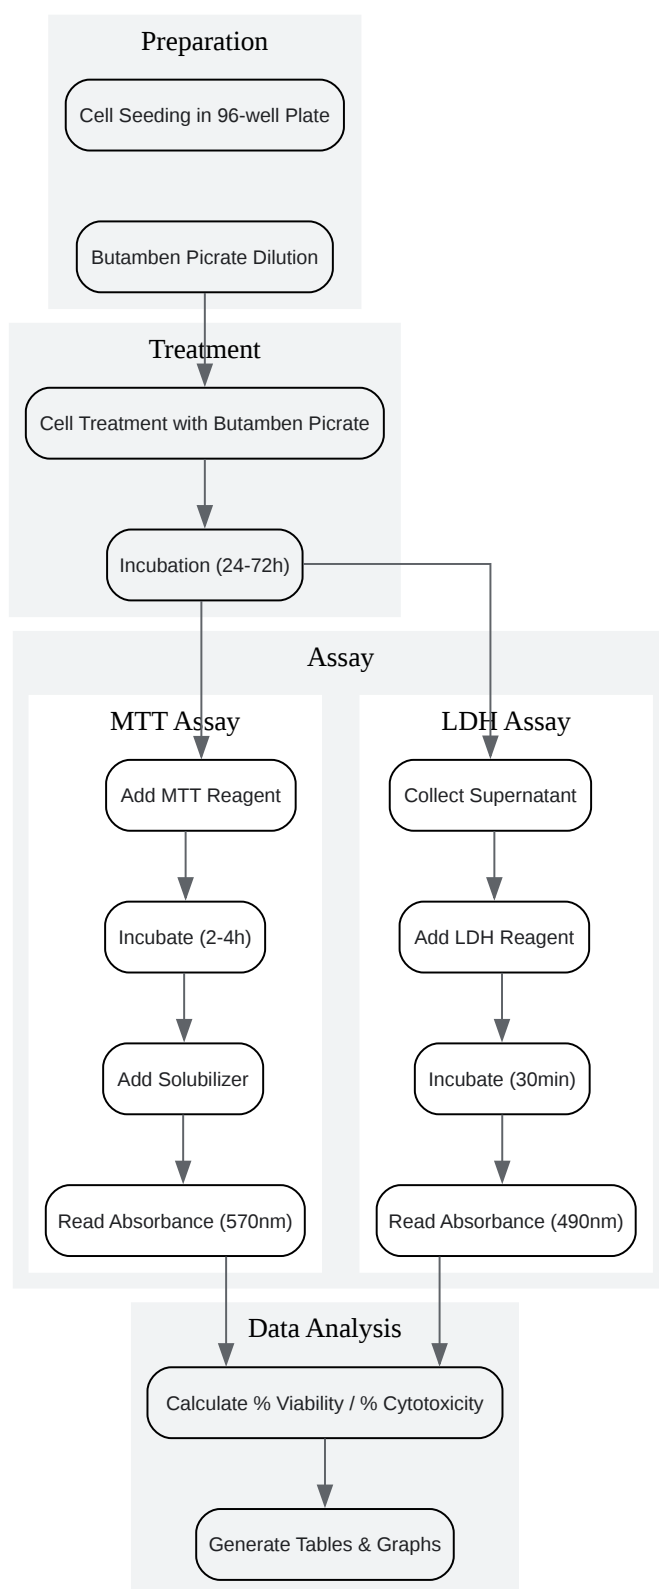 Preparation
Cell Seeding in 96-well Plate
Butamben Picrate Dilution
Treatment
Cell Treatment with Butamben Picrate
Incubation (24-72h)
Assay
MTT Assay
Add MTT Reagent
Incubate (2-4h)
Add Solubilizer
Read Absorbance (570nm)
LDH Assay
Collect Supernatant
Add LDH Reagent
Incubate (30min)
Read Absorbance (490nm)
Data Analysis
Calculate % Viability / % Cytotoxicity
Generate Tables & Graphs